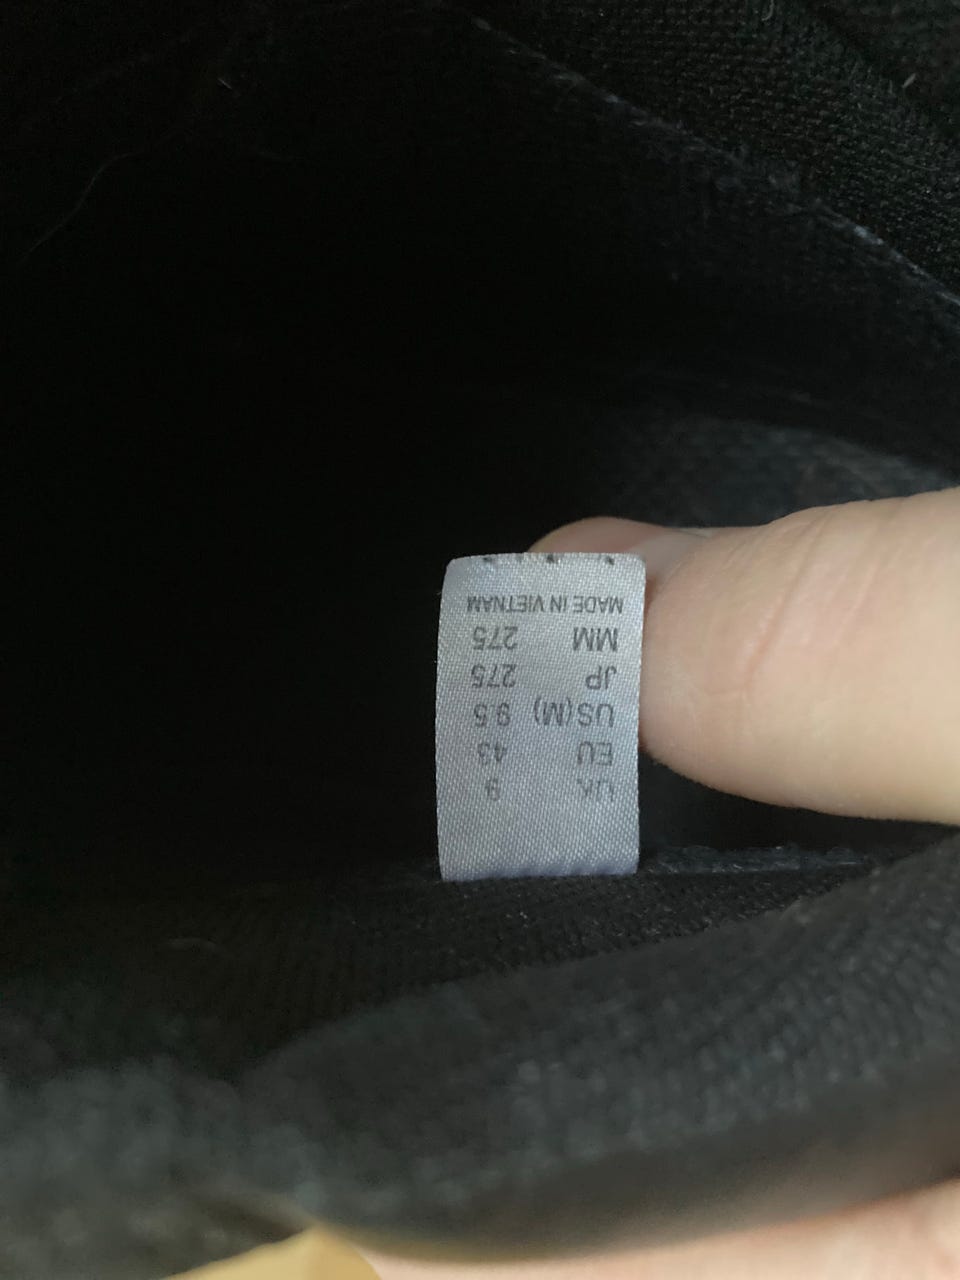 UK 9
EU 43
US(M) 9.5
JP 275
MM 275
MADE IN VIETNAM